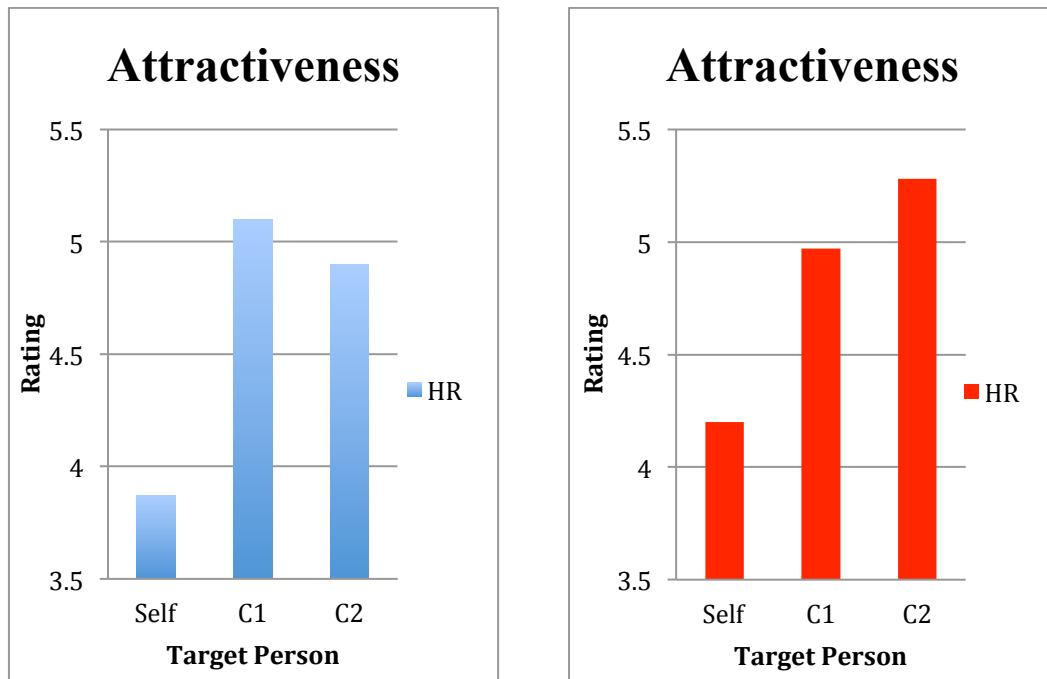 Attractiveness
5.5
5
4.5
4
3.5
Rating
Self C1 C2
Target Person
HR
Attractiveness
5.5
5
4.5
4
3.5
Rating
Self C1 C2
Target Person
HR